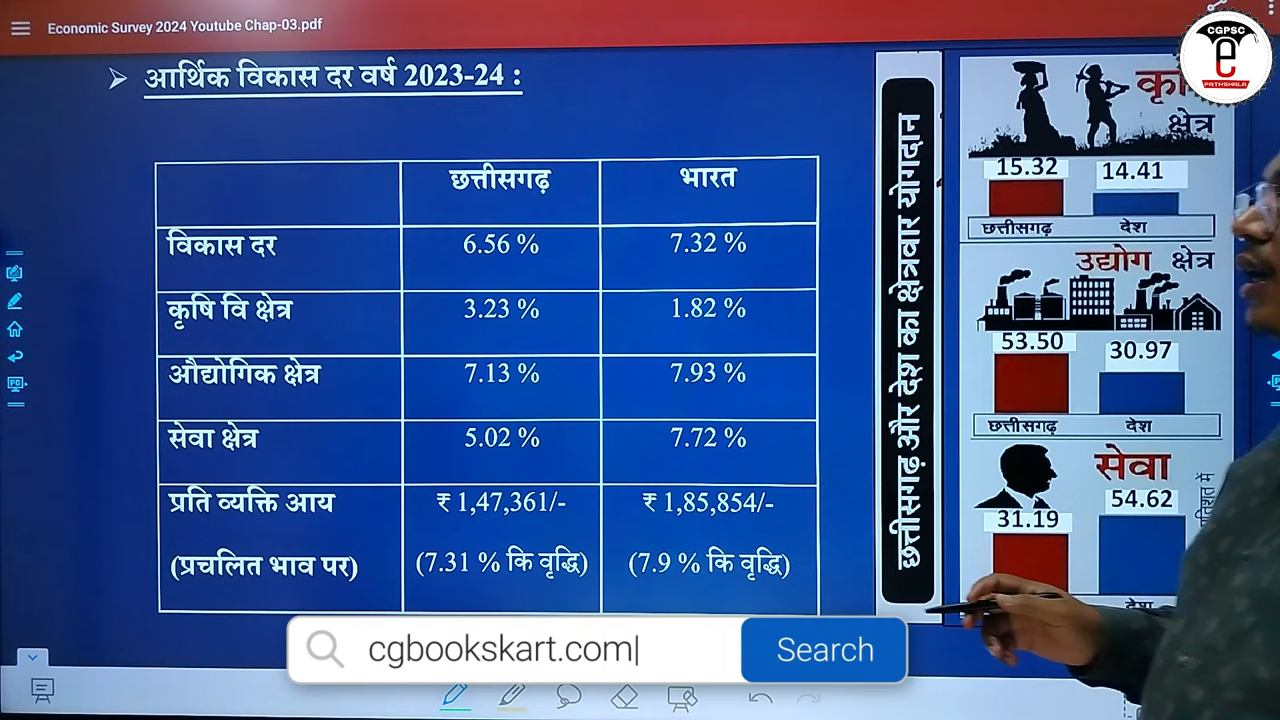 Economic Survey 2024 Youtube Chap-03.pdf
CGPSC
e
PATHSHALA
➢ आर्थिक विकास दर वर्ष 2023-24 :
छत्तीसगढ़ भारत
विकास दर 6.56 % 7.32 %
कृषि वि क्षेत्र 3.23 % 1.82 %
औद्योगिक क्षेत्र 7.13 % 7.93 %
सेवा क्षेत्र 5.02 % 7.72 %
प्रति व्यक्ति आय ₹ 1,47,361/- ₹ 1,85,854/-
(प्रचलित भाव पर) (7.31 % कि वृद्धि) (7.9 % कि वृद्धि)
छत्तीसगढ़ और देश का क्षेत्रवार योगदान
क्षेत्र
15.32 14.41
छत्तीसगढ़ देश
उद्योग क्षेत्र
53.50 30.97
छत्तीसगढ़ देश
सेवा
54.62
31.19
देश
cgbookskart.com
Search